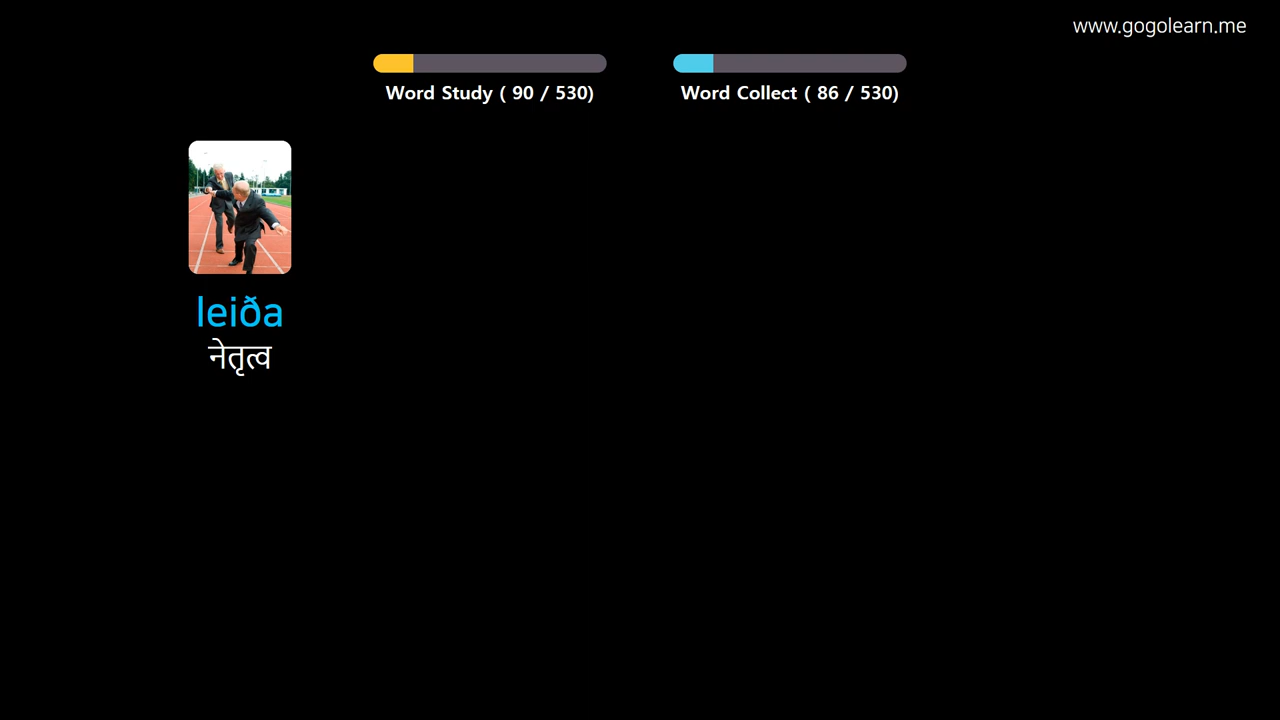 www.gogolearn.me
Word Study ( 90 / 530)
Word Collect ( 86 / 530)
leiða
नेतृत्व